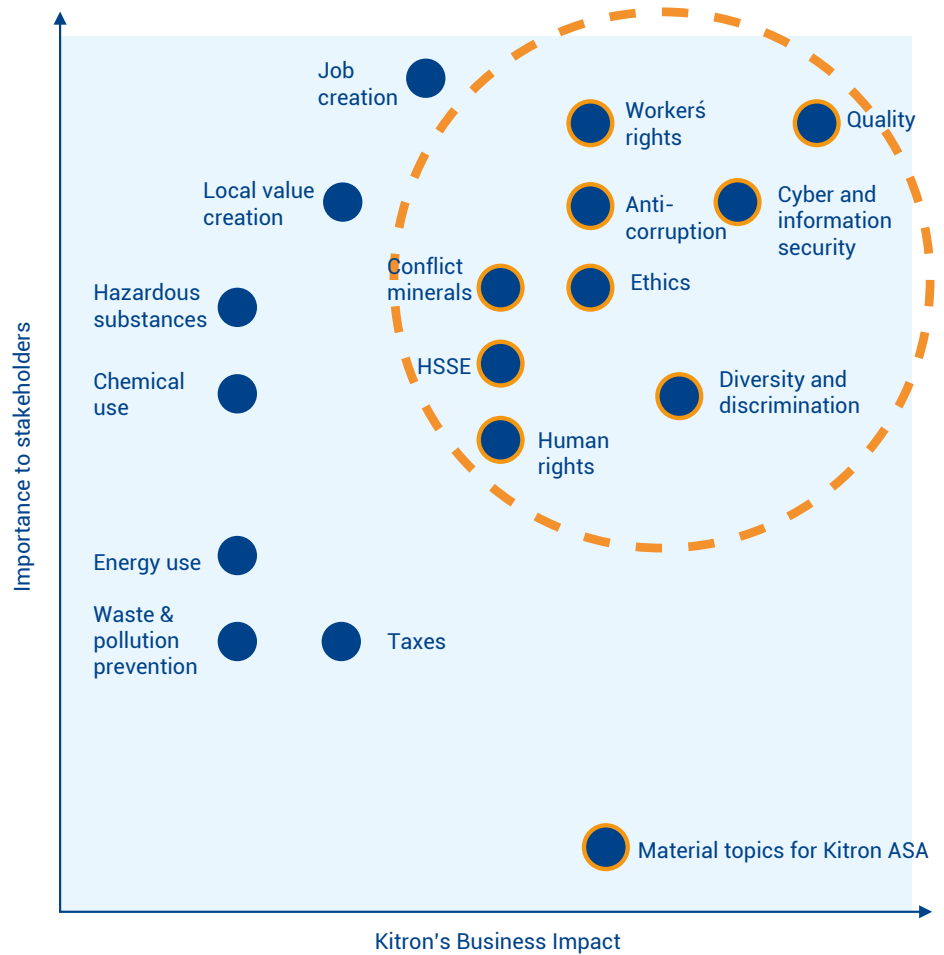 Job
creation
Workerś
rights
Quality
Local value
creation
Anti-
corruption
Cyber and
information
security
Conflict
minerals
Ethics
Hazardous
substances
HSSE
Chemical
use
Diversity and
discrimination
Human
rights
Importance to stakeholders
Energy use
Waste &
pollution
prevention
Taxes
Material topics for Kitron ASA
Kitron's Business Impact